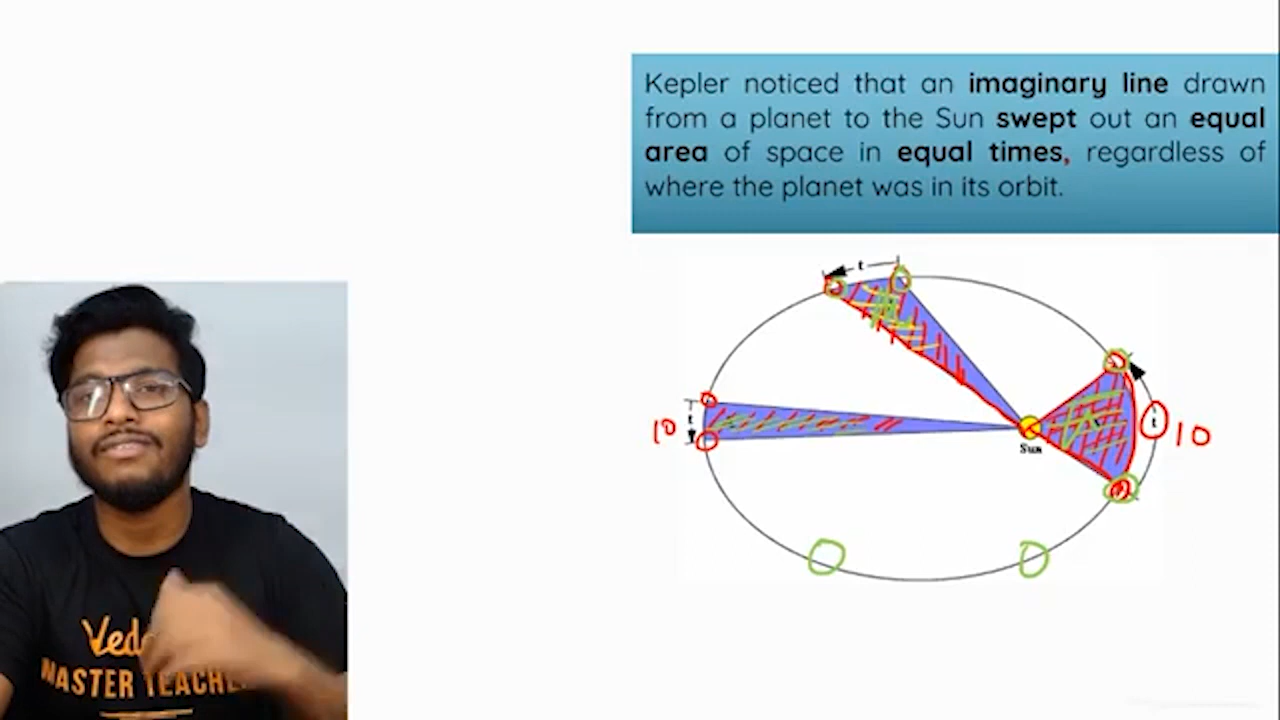 Kepler noticed that an imaginary line drawn
from a planet to the Sun swept out an equal
area of space in equal times, regardless of
where the planet was in its orbit.
t
10
t
Sun
t
10
MASTER TEACHE